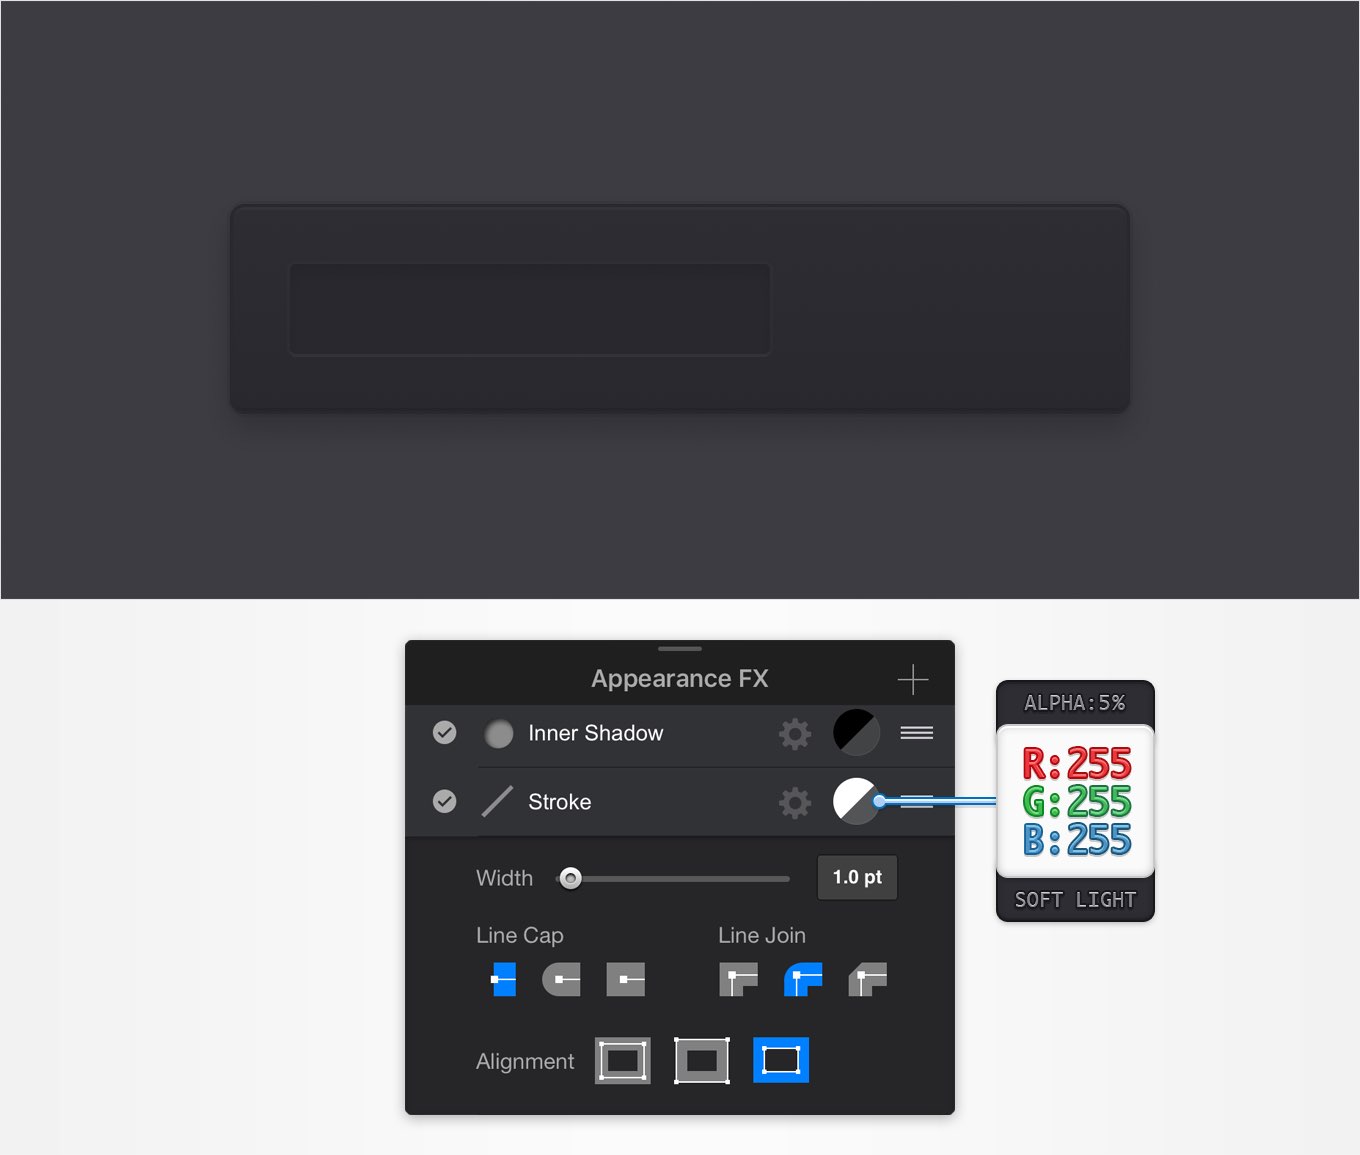 Appearance FX
Inner Shadow
Stroke
Width
1.0 pt
Line Cap
Line Join
Alignment
ALPHA:5%
R:255
G:255
B:255
SOFT LIGHT